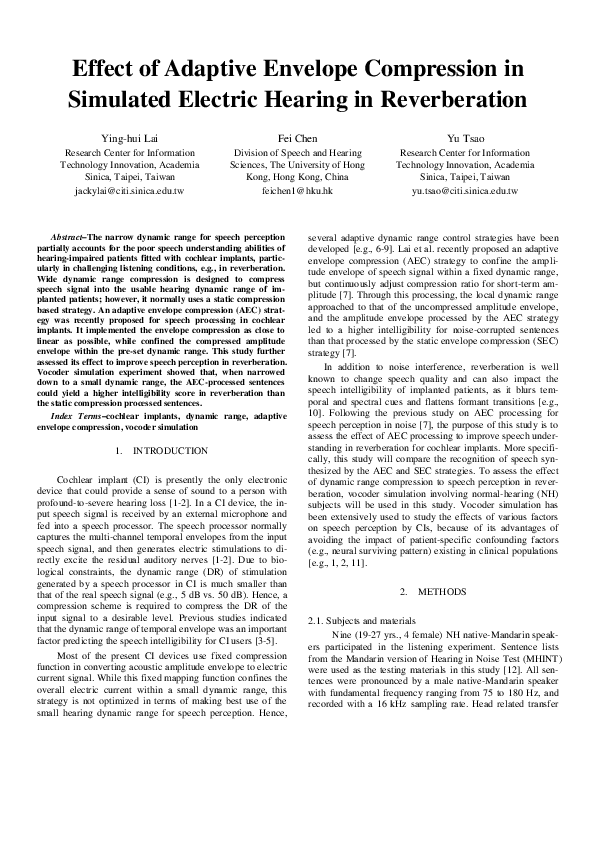 Effect of Adaptive Envelope Compression in
Simulated Electric Hearing in Reverberation
Ying-hui Lai
Research Center for Information
Technology Innovation, Academia
Sinica, Taipei, Taiwan
jackylai@citi.sinica.edu.tw
Fei Chen
Division of Speech and Hearing
Sciences, The University of Hong
Kong, Hong Kong, China
feichen1@hku.hk
Yu Tsao
Research Center for Information
Technology Innovation, Academia
Sinica, Taipei, Taiwan
yu.tsao@citi.sinica.edu.tw
Abstract–The narrow dynamic range for speech perception
partially accounts for the poor speech understanding abilities of
hearing-impaired patients fitted with cochlear implants, partic-
ularly in challenging listening conditions, e.g., in reverberation.
Wide dynamic range compression is designed to compress
speech signal into the usable hearing dynamic range of im-
planted patients; however, it normally uses a static compression
based strategy. An adaptive envelope compression (AEC) strat-
egy was recently proposed for speech processing in cochlear
implants. It implemented the envelope compression as close to
linear as possible, while confined the compressed amplitude
envelope within the pre-set dynamic range. This study further
assessed its effect to improve speech perception in reverberation.
Vocoder simulation experiment showed that, when narrowed
down to a small dynamic range, the AEC-processed sentences
could yield a higher intelligibility score in reverberation than
the static compression processed sentences.
Index Terms–cochlear implants, dynamic range, adaptive
envelope compression, vocoder simulation
1. INTRODUCTION
Cochlear implant (CI) is presently the only electronic
device that could provide a sense of sound to a person with
profound-to-severe hearing loss [1-2]. In a CI device, the in-
put speech signal is received by an external microphone and
fed into a speech processor. The speech processor normally
captures the multi-channel temporal envelopes from the input
speech signal, and then generates electric stimulations to di-
rectly excite the residual auditory nerves [1-2]. Due to bio-
logical constraints, the dynamic range (DR) of stimulation
generated by a speech processor in CI is much smaller than
that of the real speech signal (e.g., 5 dB vs. 50 dB). Hence, a
compression scheme is required to compress the DR of the
input signal to a desirable level. Previous studies indicated
that the dynamic range of temporal envelope was an important
factor predicting the speech intelligibility for CI users [3-5].
Most of the present CI devices use fixed compression
function in converting acoustic amplitude envelope to electric
current signal. While this fixed mapping function confines the
overall electric current within a small dynamic range, this
strategy is not optimized in terms of making best use of the
small hearing dynamic range for speech perception. Hence,
several adaptive dynamic range control strategies have been
developed [e.g., 6-9]. Lai et al. recently proposed an adaptive
envelope compression (AEC) strategy to confine the ampli-
tude envelope of speech signal within a fixed dynamic range,
but continuously adjust compression ratio for short-term am-
plitude [7]. Through this processing, the local dynamic range
approached to that of the uncompressed amplitude envelope,
and the amplitude envelope processed by the AEC strategy
led to a higher intelligibility for noise-corrupted sentences
than that processed by the static envelope compression (SEC)
strategy [7].
In addition to noise interference, reverberation is well
known to change speech quality and can also impact the
speech intelligibility of implanted patients, as it blurs tem-
poral and spectral cues and flattens formant transitions [e.g.,
10]. Following the previous study on AEC processing for
speech perception in noise [7], the purpose of this study is to
assess the effect of AEC processing to improve speech under-
standing in reverberation for cochlear implants. More specifi-
cally, this study will compare the recognition of speech syn-
thesized by the AEC and SEC strategies. To assess the effect
of dynamic range compression to speech perception in rever-
beration, vocoder simulation involving normal-hearing (NH)
subjects will be used in this study. Vocoder simulation has
been extensively used to study the effects of various factors
on speech perception by CIs, because of its advantages of
avoiding the impact of patient-specific confounding factors
(e.g., neural surviving pattern) existing in clinical populations
[e.g., 1, 2, 11].
2. METHODS
2.1. Subjects and materials
Nine (19-27 yrs., 4 female) NH native-Mandarin speak-
ers participated in the listening experiment. Sentence lists
from the Mandarin version of Hearing in Noise Test (MHINT)
were used as the testing materials in this study [12]. All sen-
tences were pronounced by a male native-Mandarin speaker
with fundamental frequency ranging from 75 to 180 Hz, and
recorded with a 16 kHz sampling rate. Head related transfer